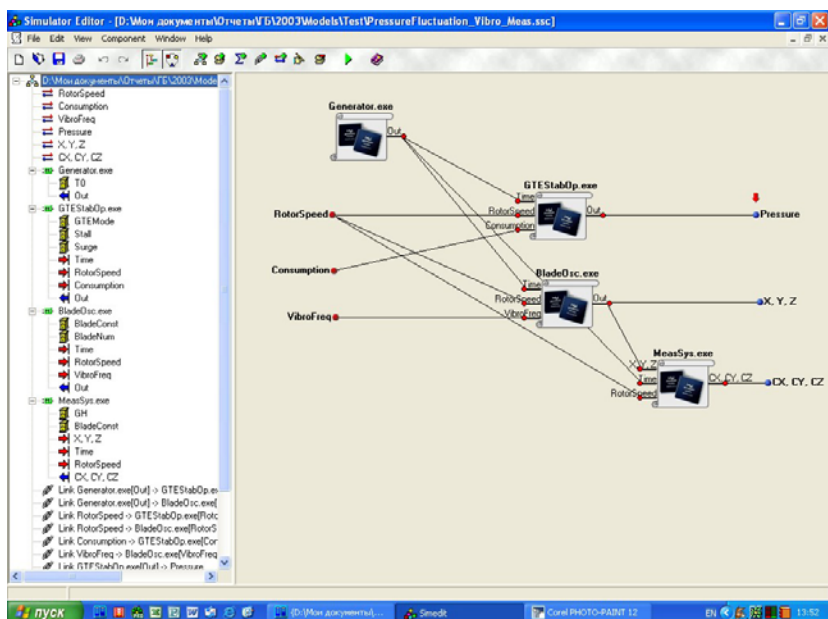 Simulator Editor - [D:\Мои документы\Отчеты\ГБ\2003\Models\Test\PressureFluctuation_Vibro_Meas.ssc]
File Edit View Component Window Help
D:\Мои документы\Отчеты\ГБ\2003\Mode
RotorSpeed
Consumption
VibroFreq
Pressure
X, Y, Z
CX, CY, CZ
Generator.exe
T0
Out
GTEStabOp.exe
GTEMode
Stall
Surge
Time
RotorSpeed
Consumption
Out
BladeOsc.exe
BladeConst
BladeNum
Time
RotorSpeed
VibroFreq
Out
MeasSys.exe
GH
BladeConst
X, Y, Z
Time
RotorSpeed
CX, CY, CZ
Link Generator.exe[Out] -> GTEStabOp.e
Link Generator.exe[Out] -> BladeOsc.exe[
Link RotorSpeed -> GTEStabOp.exe[Roto
Link RotorSpeed -> BladeOsc.exe[RotorS
Link Consumption -> GTEStabOp.exe[Cor
Link VibroFreq -> BladeOsc.exe[VibroFreq
Link GTEStabOp.exe[Out] -> Pressure
Generator.exe
Out
GTEStabOp.exe
Time
RotorSpeed
RotorSpeed
Out
Pressure
Consumption
Consumption
BladeOsc.exe
Time
RotorSpeed
Out
X, Y, Z
VibroFreq
VibroFreq
MeasSys.exe
X, Y, Z
Time
CX, CY, CZ
CX, CY, CZ
RotorSpeed
пуск
{D:\Мои документы\,...
Smedit
Corel PHOTO-PAINT 12
EN
13:52